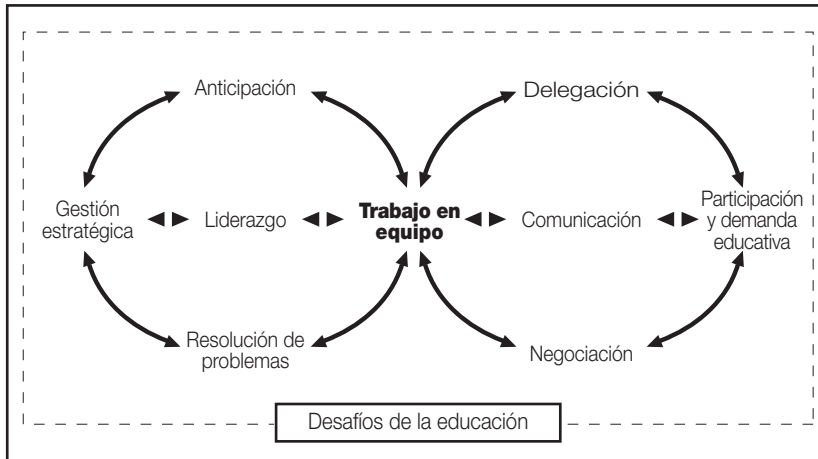 Anticipación
Delegación
Gestión
estratégica
Liderazgo
Trabajo en
equipo
Comunicación
Participación
y demanda
educativa
Resolución de
problemas
Negociación
Desafíos de la educación